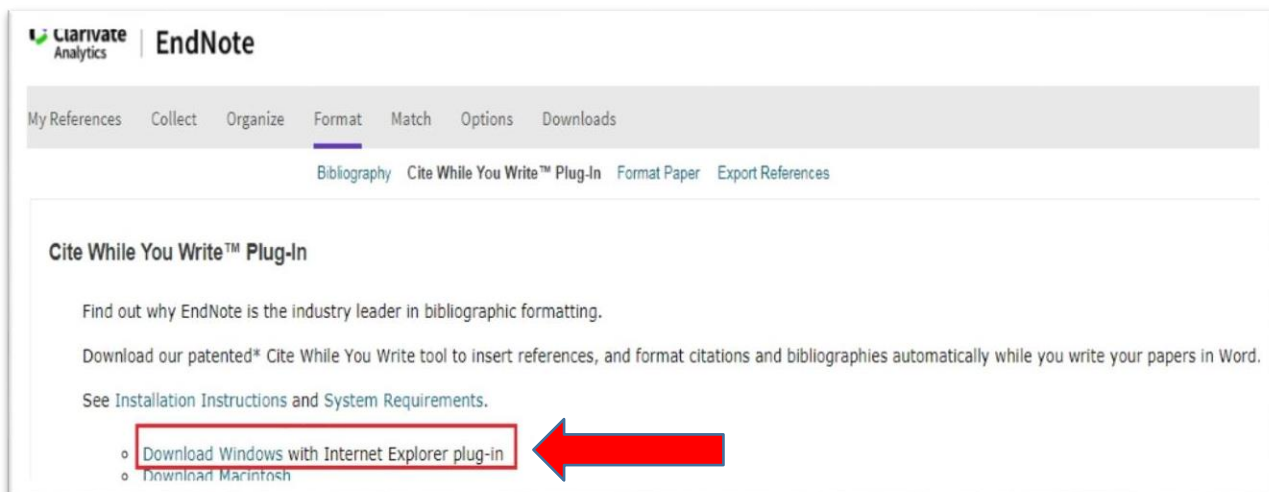 Clarivate
Analytics
EndNote
My References Collect Organize Format Match Options Downloads
Bibliography Cite While You Write™ Plug-In Format Paper Export References
Cite While You Write™ Plug-In
Find out why EndNote is the industry leader in bibliographic formatting.
Download our patented* Cite While You Write tool to insert references, and format citations and bibliographies automatically while you write your papers in Word.
See Installation Instructions and System Requirements.
Download Windows with Internet Explorer plug-in
Download Macintosh